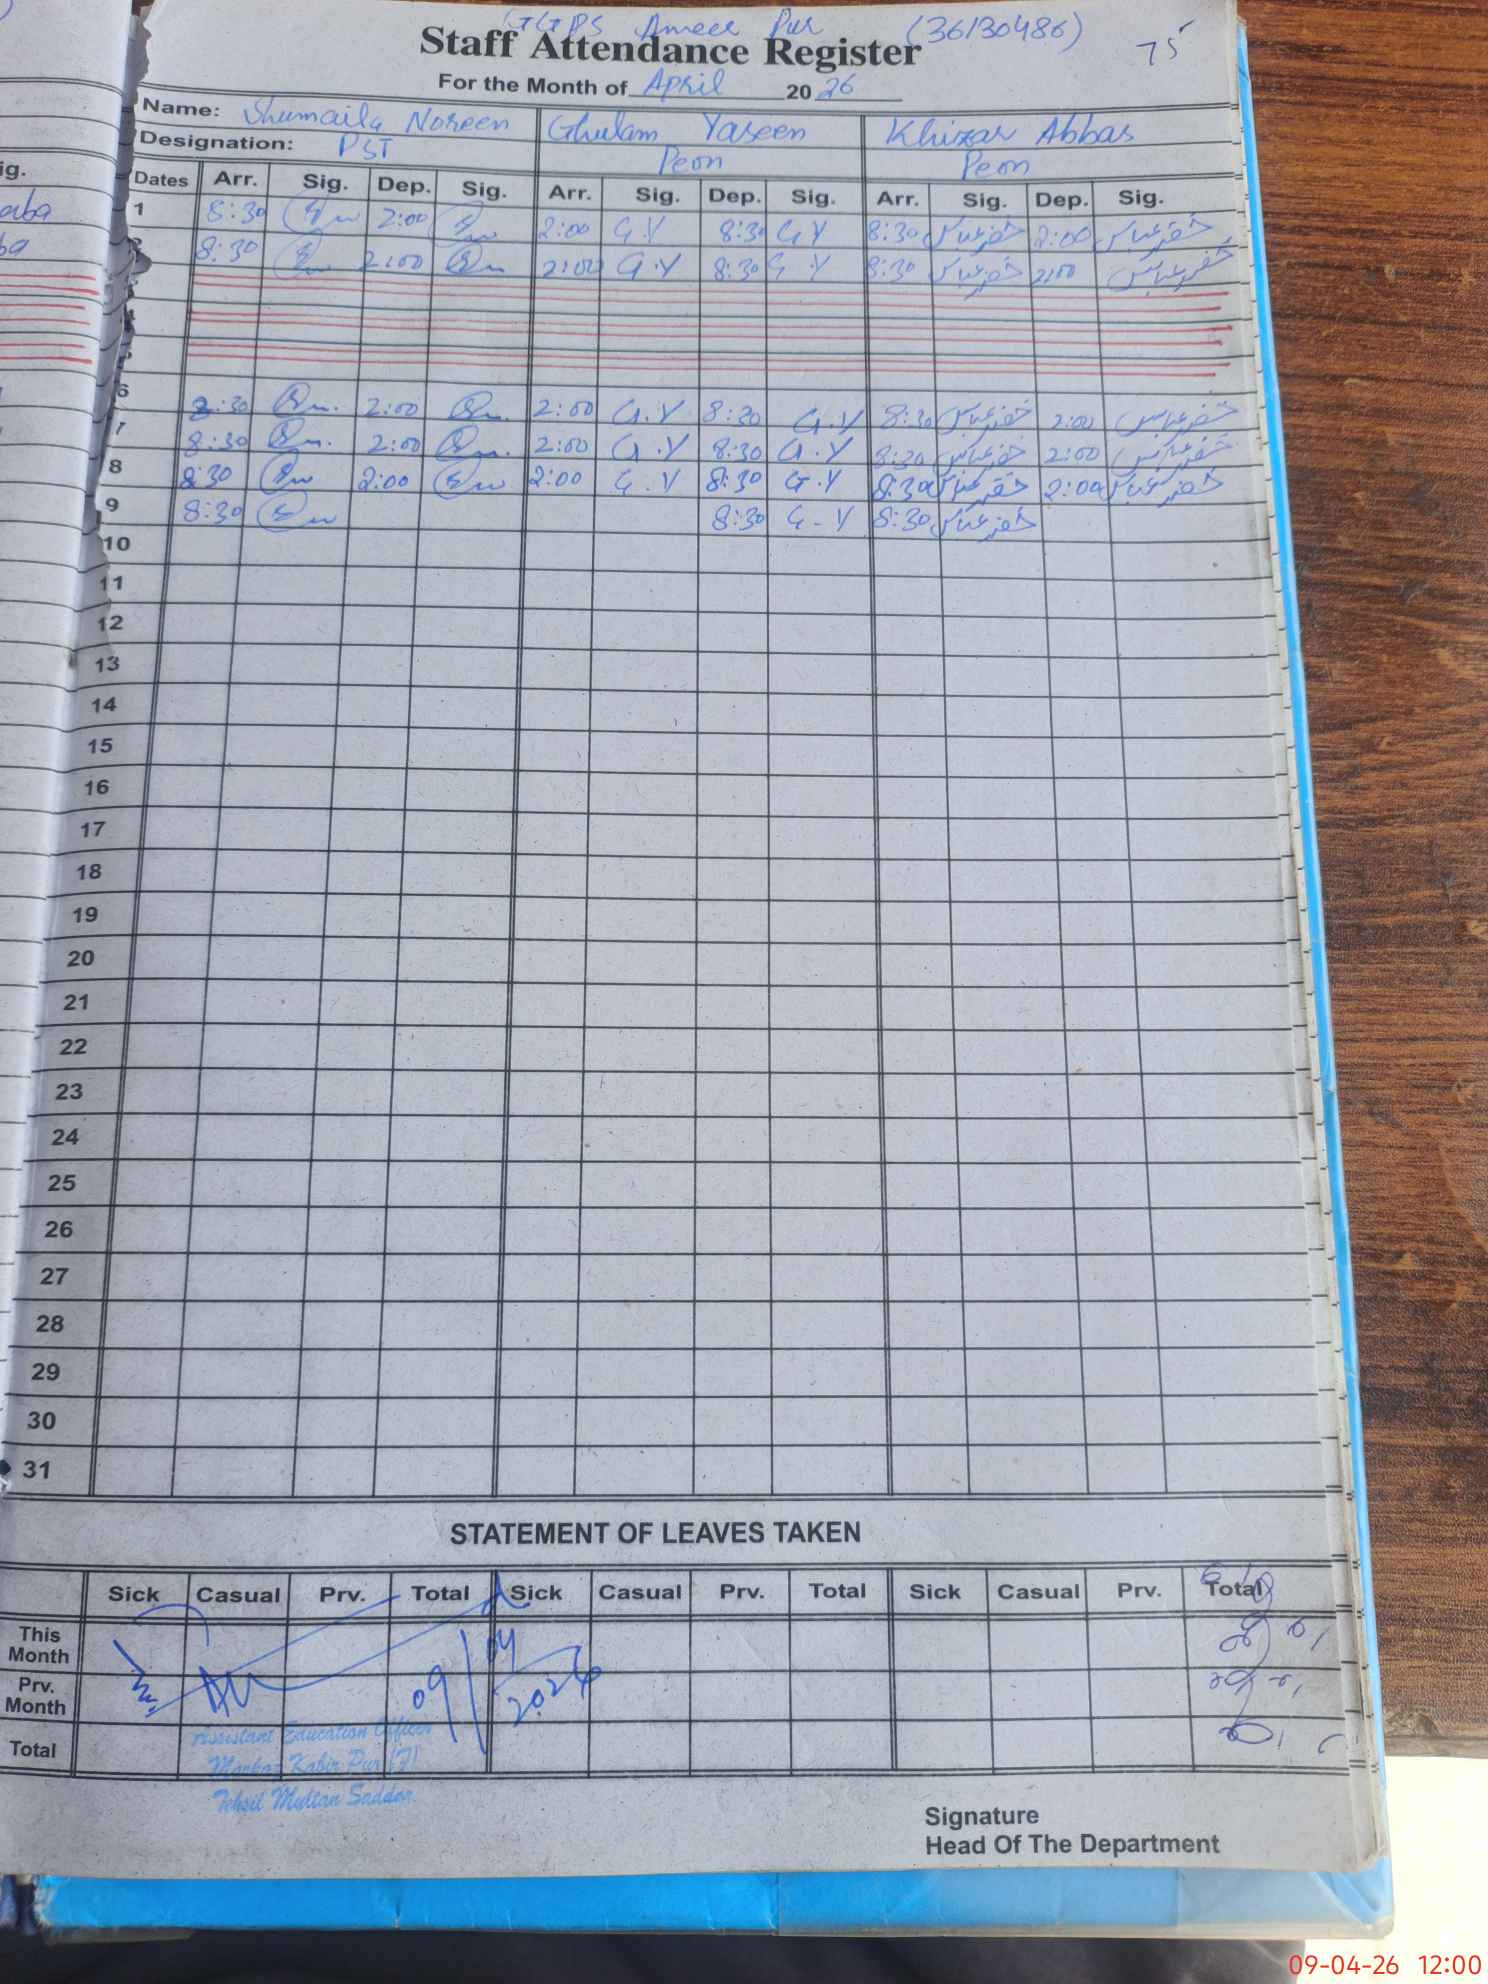 GGPS Ameer Pur (36130486)
75
Staff Attendance Register
For the Month of April 2026
Name: Shumaila Noreen Ghulam Yaseen Khizar Abbas
Designation: PST Peon Peon
Dates Arr. Sig. Dep. Sig. Arr. Sig. Dep. Sig. Arr. Sig. Dep. Sig.
1 8:30 2:00 2:00 G.Y 8:30 G.Y 8:30 خضر عباس 2:00 خضر عباس
2 8:30 2:00 2:00 G.Y 8:30 G.Y 8:30 خضر عباس 2:00 خضر عباس
6 8:30 2:00 2:00 G.Y 8:30 G.Y 8:30 خضر عباس 2:00 خضر عباس
7 8:30 2:00 2:00 G.Y 8:30 G.Y 8:30 خضر عباس 2:00 خضر عباس
8 8:30 2:00 2:00 G.Y 8:30 G.Y 8:30 خضر عباس 2:00 خضر عباس
9 8:30 8:30 G.Y 8:30 خضر عباس
10
11
12
13
14
15
16
17
18
19
20
21
22
23
24
25
26
27
28
29
30
31
STATEMENT OF LEAVES TAKEN
Sick Casual Prv. Total Sick Casual Prv. Total Sick Casual Prv. Total
This Month
Prv. Month
Total
09/04/2026
Assistant Education Officer
Markaz Kabir Pur (F)
Tehsil Multan Saddar
Signature
Head Of The Department
09-04-26 12:00